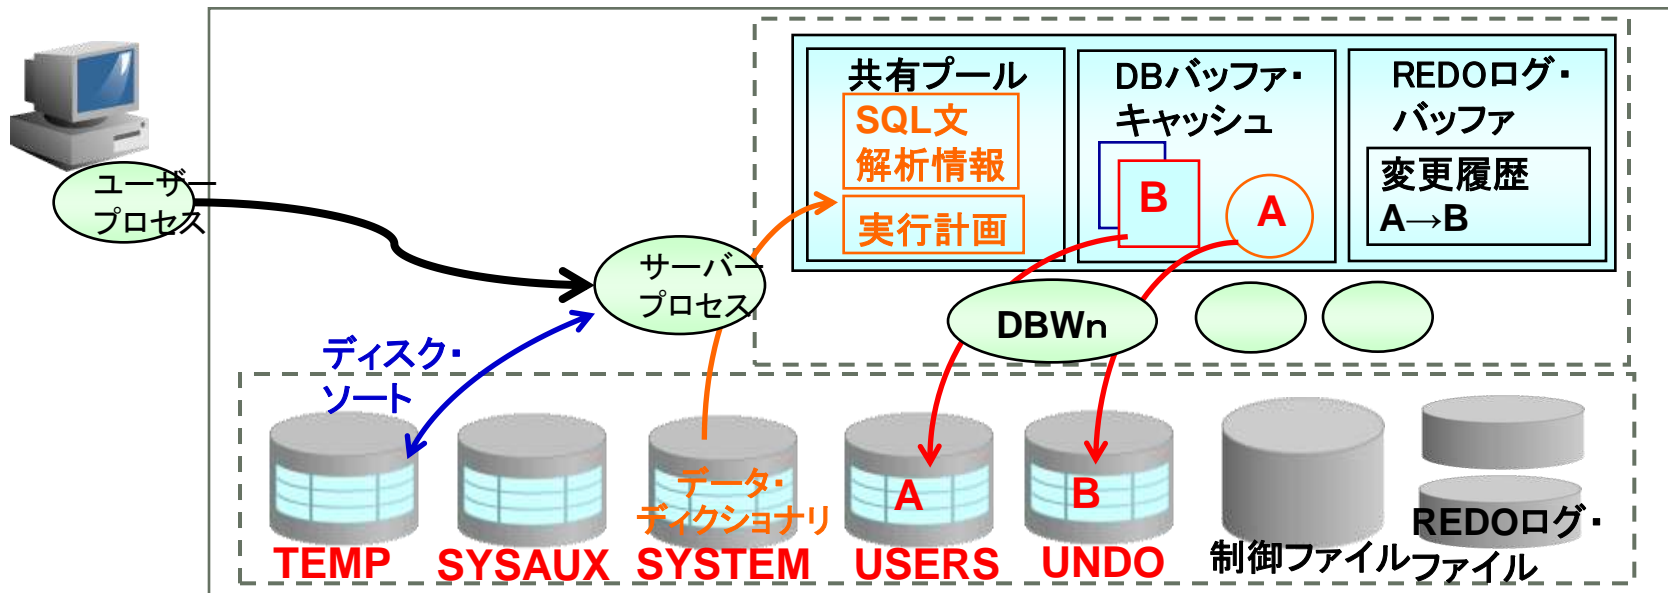 共有プール
SQL文
解析情報
実行計画
DBバッファ・
キャッシュ
B
A
REDOログ・
バッファ
変更履歴
A→B
ユーザー
プロセス
サーバー
プロセス
DBWn
ディスク・
ソート
データ・
ディクショナリ
A
B
TEMP
SYSAUX
SYSTEM
USERS
UNDO
制御ファイル
REDOログ・
ファイル